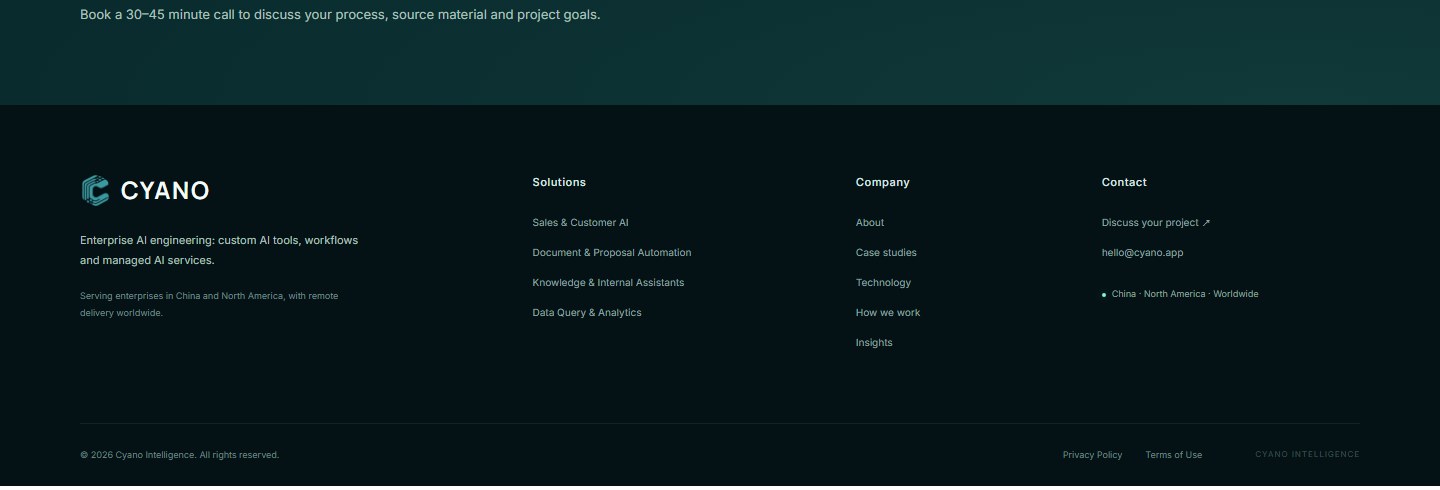 Book a 30–45 minute call to discuss your process, source material and project goals.
CYANO
Enterprise AI engineering: custom AI tools, workflows
and managed AI services.
Serving enterprises in China and North America, with remote
delivery worldwide.
Solutions
Sales & Customer AI
Document & Proposal Automation
Knowledge & Internal Assistants
Data Query & Analytics
Company
About
Case studies
Technology
How we work
Insights
Contact
Discuss your project ↗
hello@cyano.app
China · North America · Worldwide
© 2026 Cyano Intelligence. All rights reserved.
Privacy Policy
Terms of Use
CYANO INTELLIGENCE